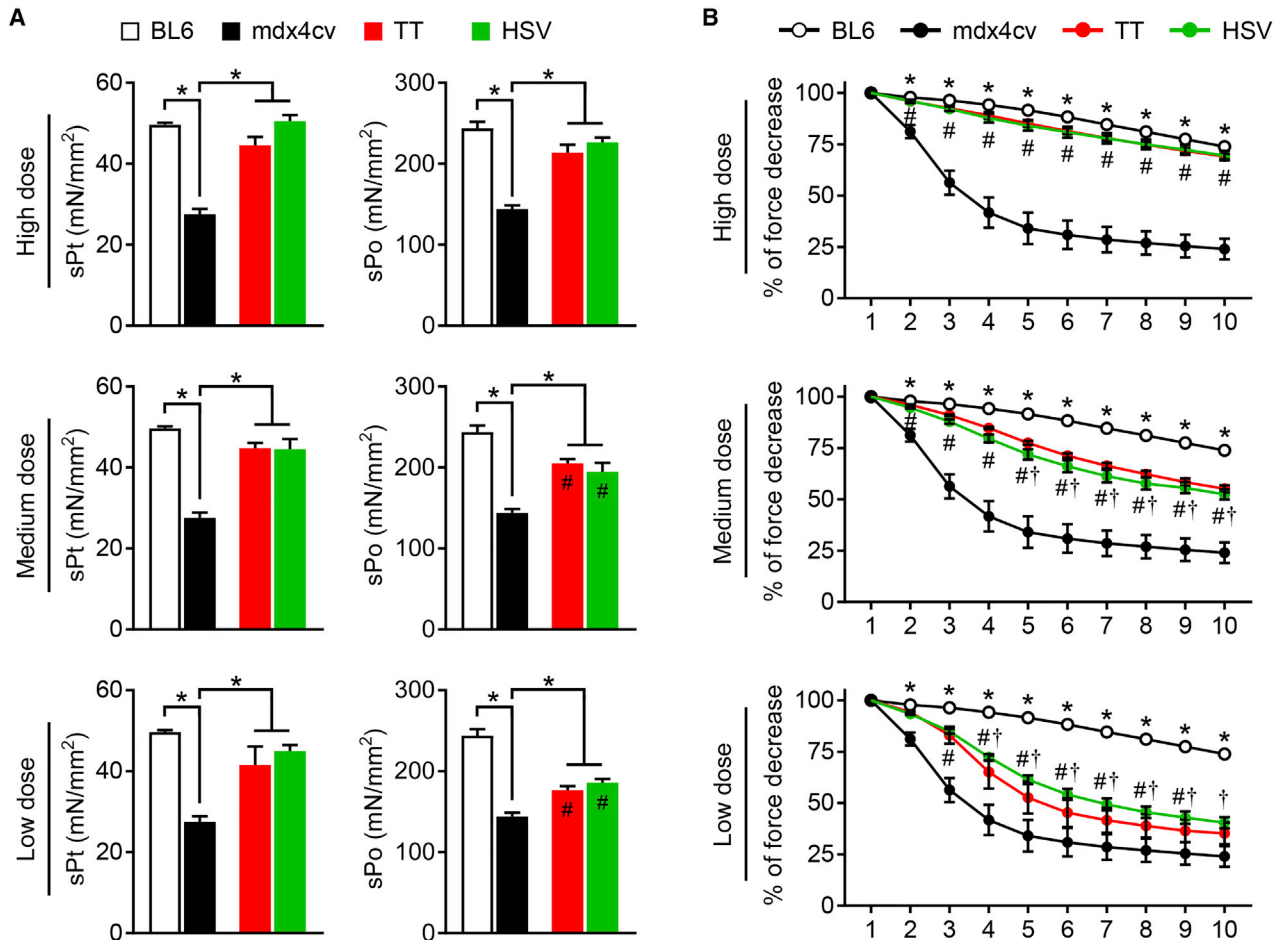 A
BL6 mdx4cv TT HSV
High dose
sPt (mN/mm²)
60
40
20
0
* *
sPo (mN/mm²)
300
200
100
0
* *
Medium dose
sPt (mN/mm²)
60
40
20
0
* *
sPo (mN/mm²)
300
200
100
0
* *
# #
Low dose
sPt (mN/mm²)
60
40
20
0
* *
sPo (mN/mm²)
300
200
100
0
* *
# #
B
BL6 mdx4cv TT HSV
High dose
% of force decrease
100
75
50
25
0
* * * * * * * * *
# # # # # # # # #
1 2 3 4 5 6 7 8 9 10
Medium dose
% of force decrease
100
75
50
25
0
* * * * * * * * *
# # # #† #† #† #† #† #†
1 2 3 4 5 6 7 8 9 10
Low dose
% of force decrease
100
75
50
25
0
* * * * * * * * *
# #† #† #† #† #† #† †
1 2 3 4 5 6 7 8 9 10